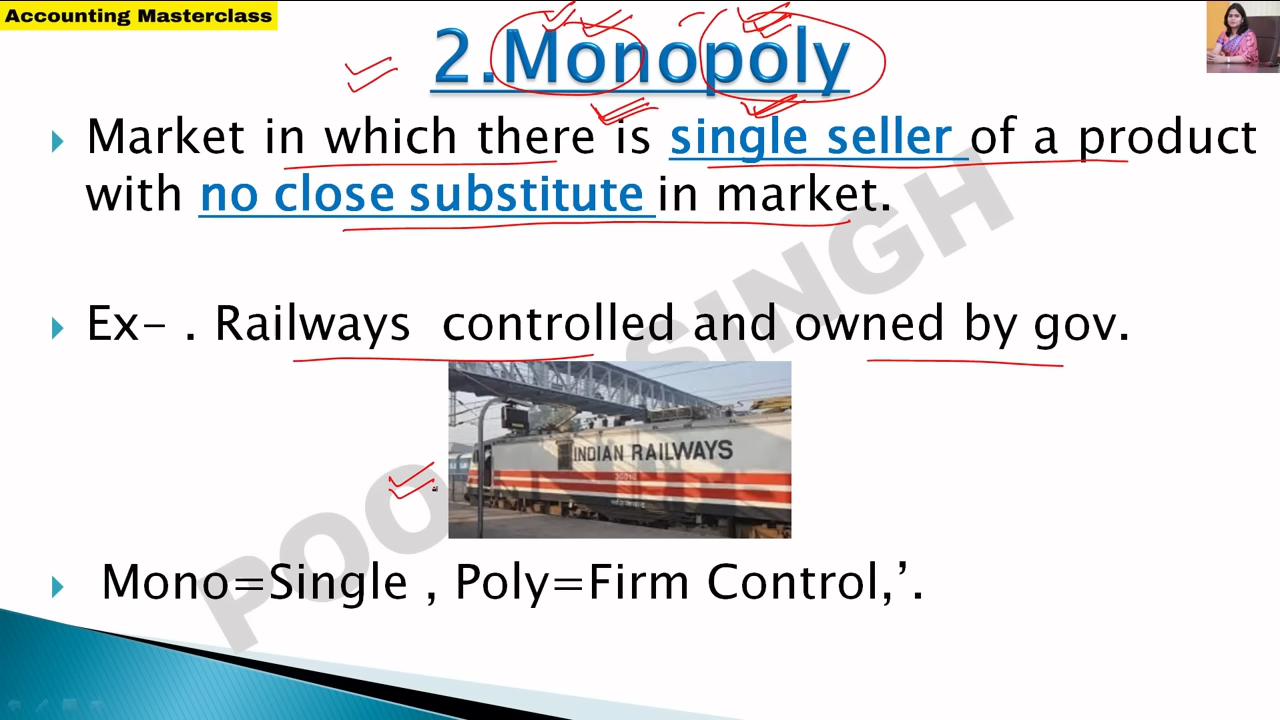 Accounting Masterclass
2.Monopoly
Market in which there is single seller of a product
with no close substitute in market.
Ex- . Railways controlled and owned by gov.
INDIAN RAILWAYS
Mono=Single , Poly=Firm Control,’.